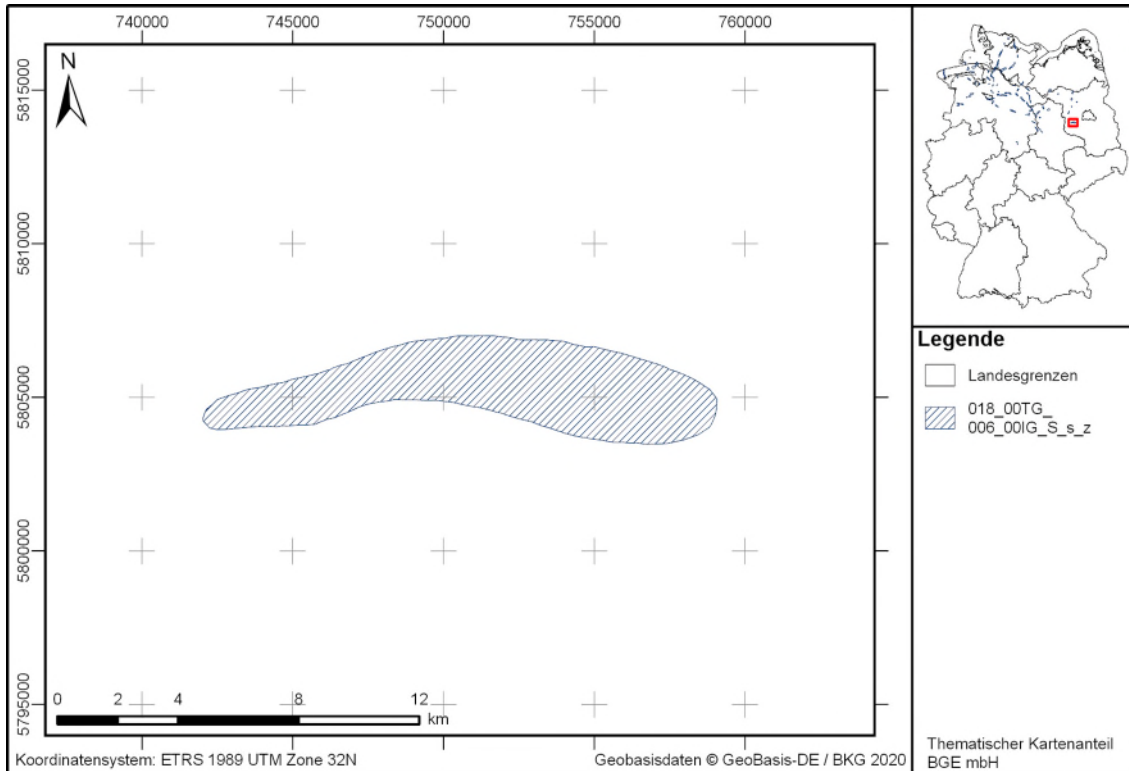 740000 745000 750000 755000 760000
N
5815000
5810000
5805000
5800000
5795000
0 2 4 8 12
km
Koordinatensystem: ETRS 1989 UTM Zone 32N
Geobasisdaten © GeoBasis-DE / BKG 2020
Legende
Landesgrenzen
018_00TG_
006_00IG_S_s_z
Thematischer Kartenanteil
BGE mbH